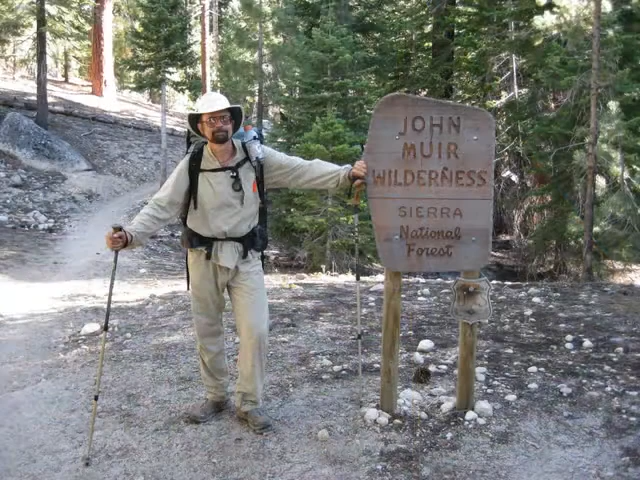 JOHN
MUIR
WILDERNESS
SIERRA
National
Forest